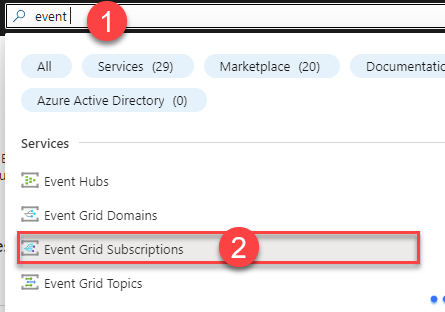 event
1
All
Services (29)
Marketplace (20)
Azure Active Directory (0)
Services
Event Hubs
Event Grid Domains
Event Grid Subscriptions
2
Event Grid Topics